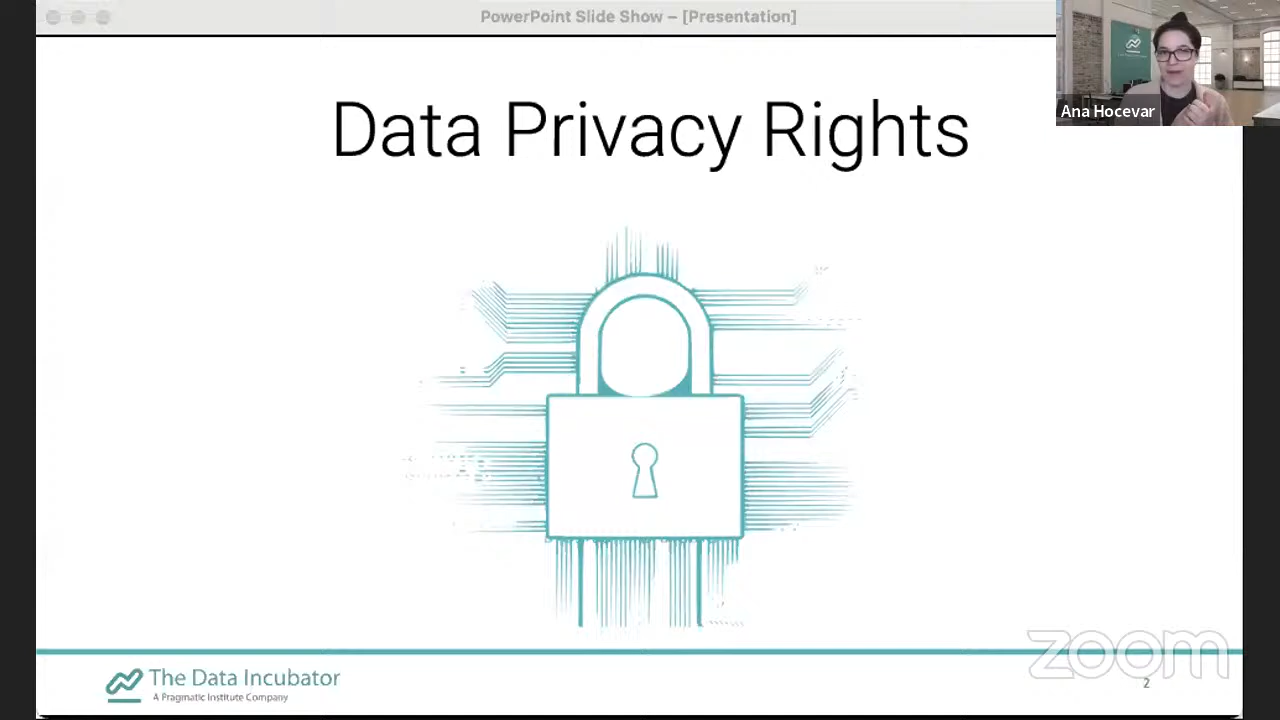 PowerPoint Slide Show – [Presentation]
Ana Hocevar
Data Privacy Rights
The Data Incubator
A Pragmatic Institute Company
zoom
2